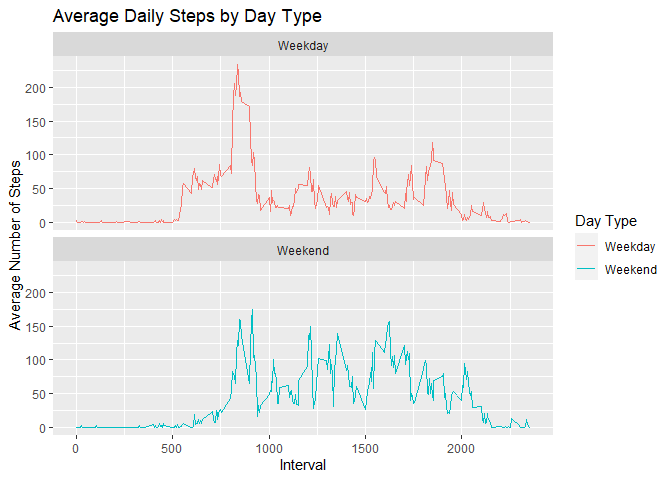 Average Daily Steps by Day Type
Weekday
200
150
100
50
0
Weekend
200
150
100
50
0
0 500 1000 1500 2000
Interval
Average Number of Steps
Day Type
Weekday
Weekend